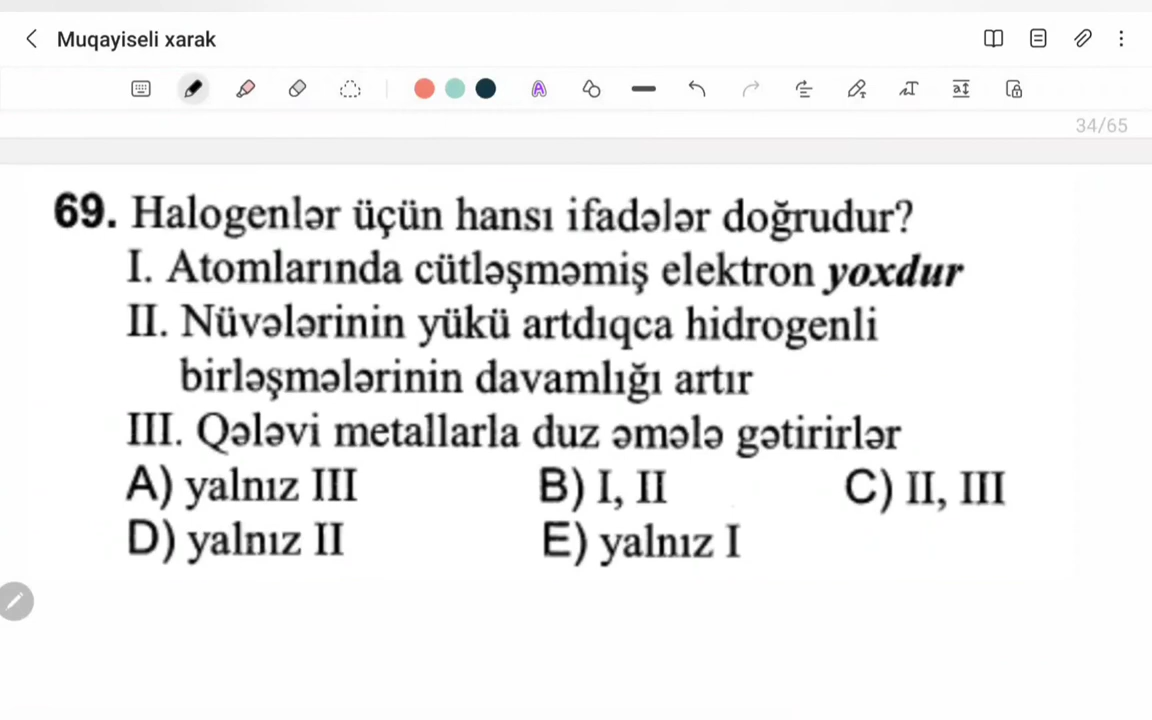 Muqayiseli xarak
34/65
69. Halogenlər üçün hansı ifadələr doğrudur?
I. Atomlarında cütləşməmiş elektron yoxdur
II. Nüvələrinin yükü artdıqca hidrogenli
birləşmələrinin davamlığı artır
III. Qələvi metallarla duz əmələ gətirirlər
A) yalnız III B) I, II C) II, III
D) yalnız II E) yalnız I